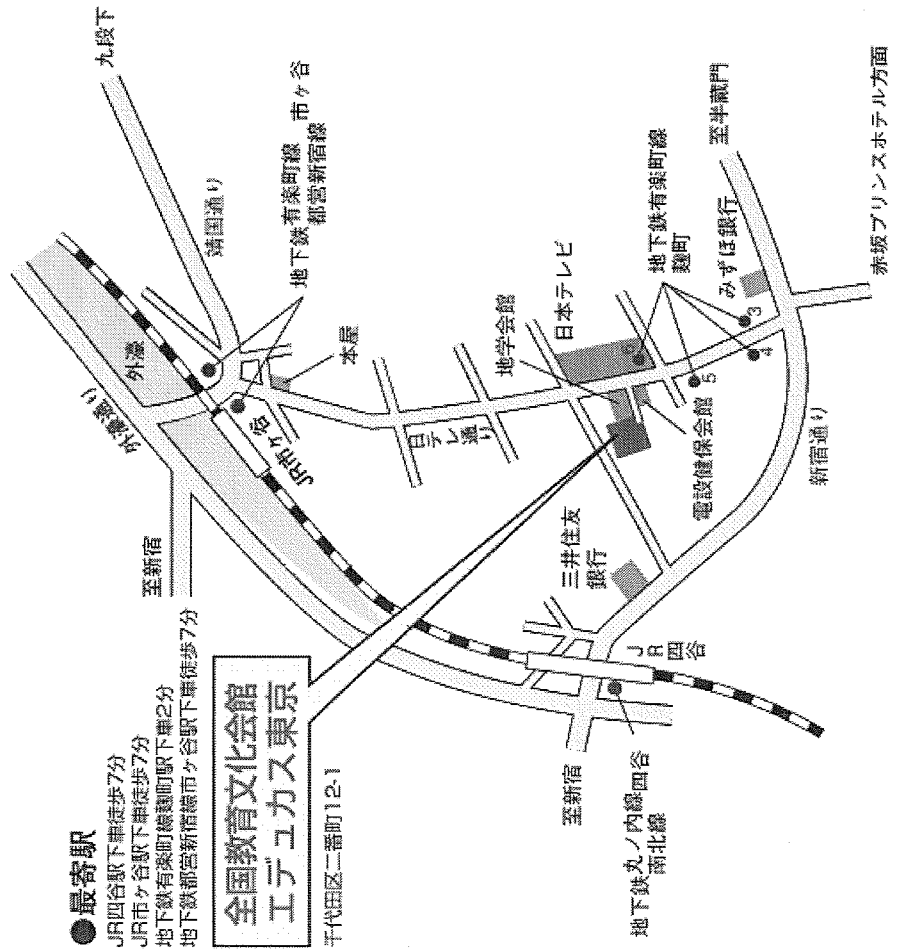 ●最寄駅
JR四谷駅下車徒歩7分
JR市ヶ谷駅下車徒歩7分
地下鉄有楽町線麹町駅下車2分
地下鉄都営新宿線市ヶ谷駅下車徒歩7分
全国教育文化会館
エデュカス東京
千代田区二番町12-1
至新宿
外濠通り
外濠
九段下
靖国通り
地下鉄有楽町線
都営新宿線
市ヶ谷
JR市ヶ谷
本屋
日テレ通り
地学会館
日本テレビ
地下鉄有楽町線
麹町
6
5
4
3
みずほ銀行
至半蔵門
赤坂プリンスホテル方面
電設健保会館
新宿通り
三井住友
銀行
JR四谷
至新宿
地下鉄丸ノ内線
南北線
四谷